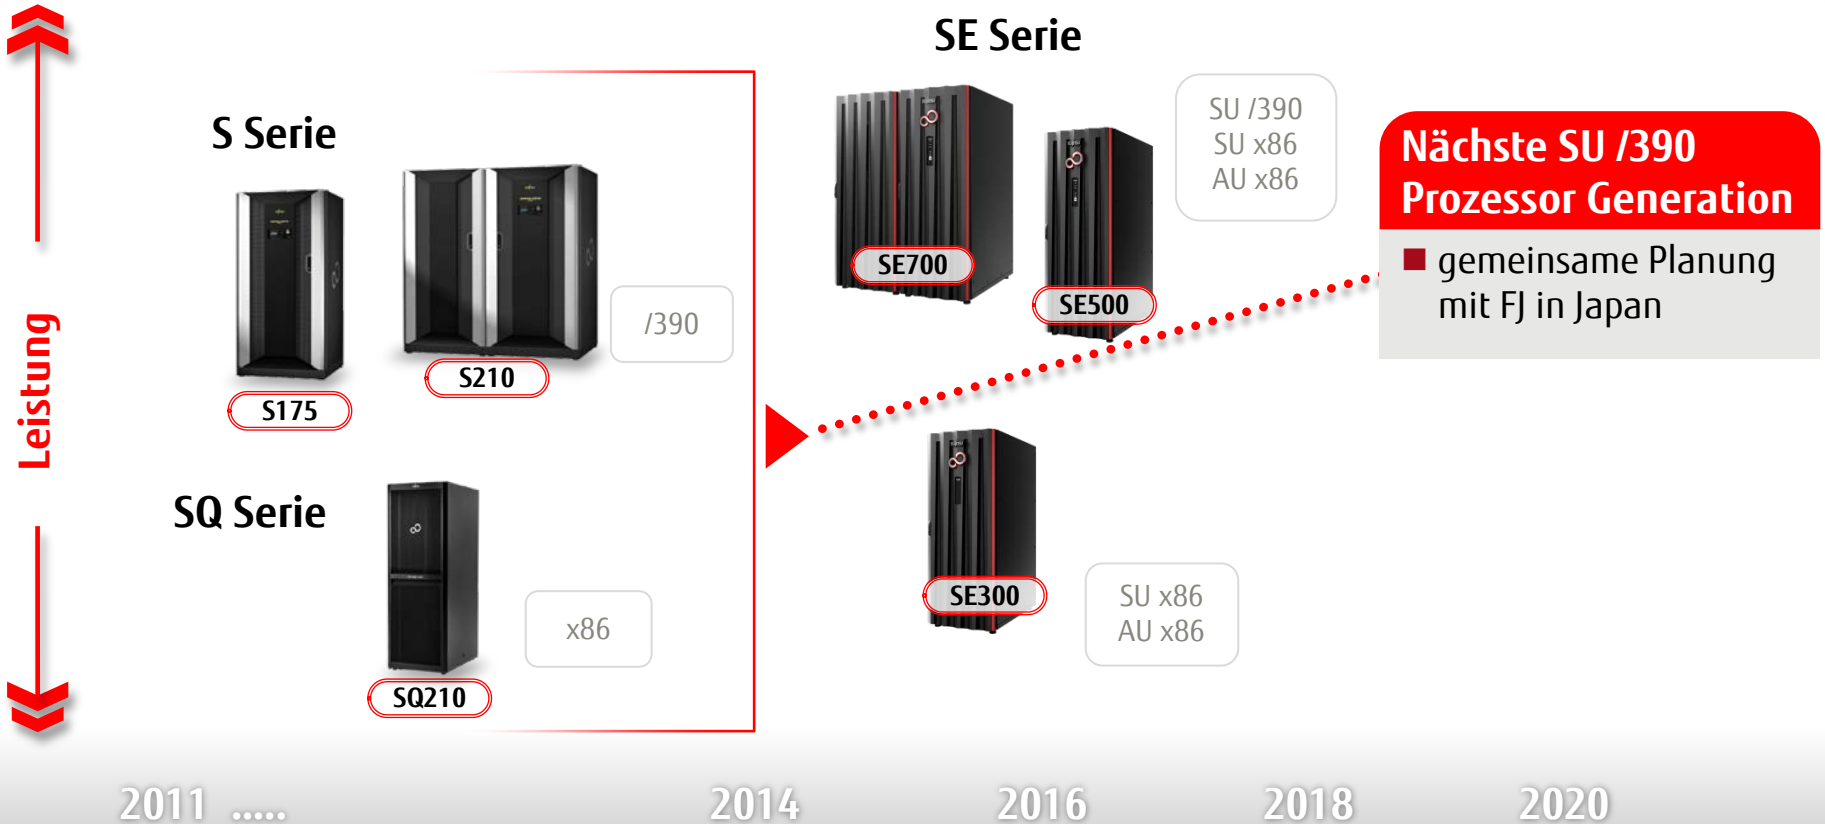 SE Serie
S Serie
SU /390
SU x86
AU x86
Nächste SU /390
Prozessor Generation
gemeinsame Planung
mit FJ in Japan
SE700
SE500
/390
S210
S175
Leistung
SQ Serie
SE300
SU x86
AU x86
x86
SQ210
2011 ..... 2014 2016 2018 2020